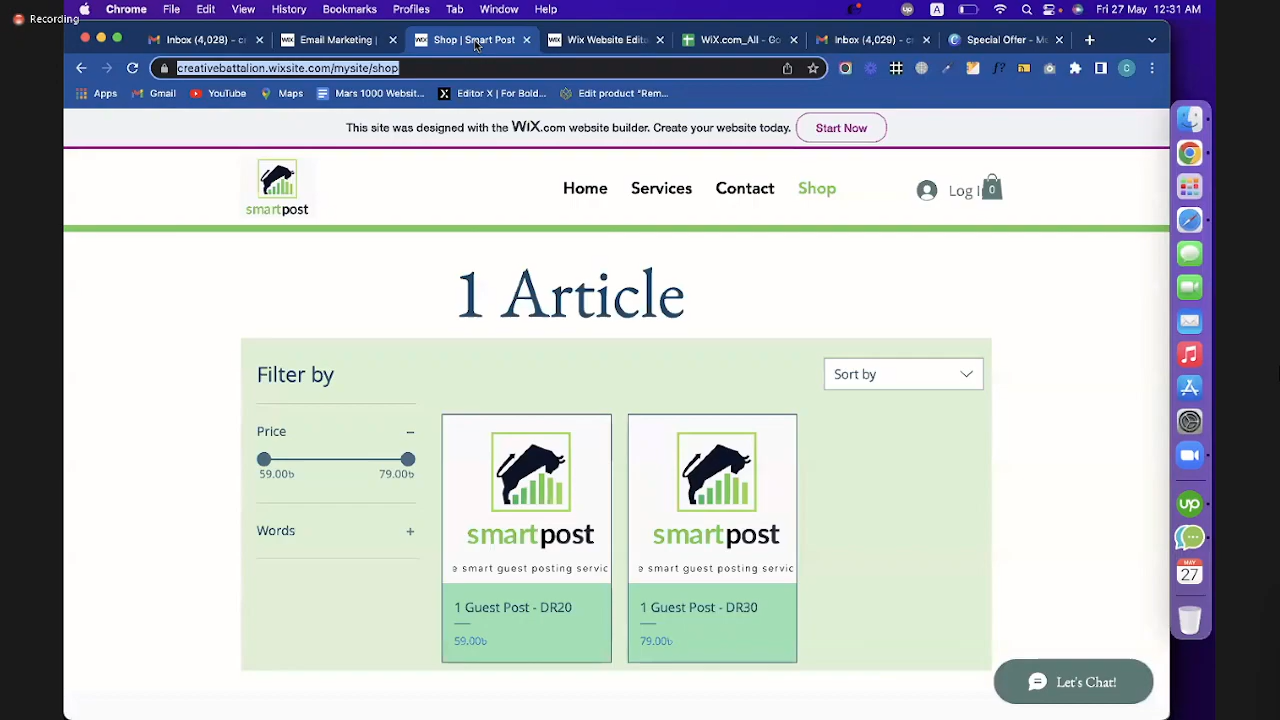 Recording
Chrome File Edit View History Bookmarks Profiles Tab Window Help
A Fri 27 May 12:31 AM
Inbox (4,028) - c
Email Marketing |
Shop | Smart Post
Wix Website Edito
WiX.com_All - Go
Inbox (4,029) - c
Special Offer - M
creativebattalion.wixsite.com/mysite/shop
C
Apps Gmail YouTube Maps Mars 1000 Websit... Editor X | For Bold... Edit product "Rem...
This site was designed with the WiX.com website builder. Create your website today. Start Now
smartpost
Home Services Contact Shop
Log I 0
1 Article
Filter by
Sort by
Price
59.00৳ 79.00৳
Words
smartpost
e smart guest posting servic
1 Guest Post - DR20
59.00৳
smartpost
e smart guest posting servic
1 Guest Post - DR30
79.00৳
Let's Chat!
up
MAY
27